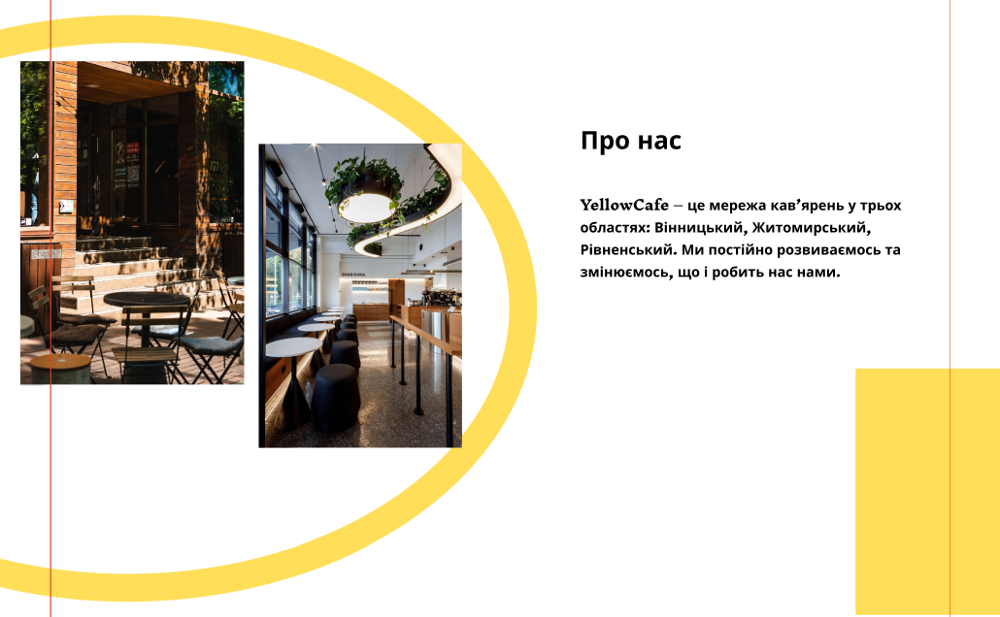 Про нас
YellowCafe – це мережа кав’ярень у трьох
областях: Вінницький, Житомирський,
Рівненський. Ми постійно розвиваємось та
змінюємось, що і робить нас нами.